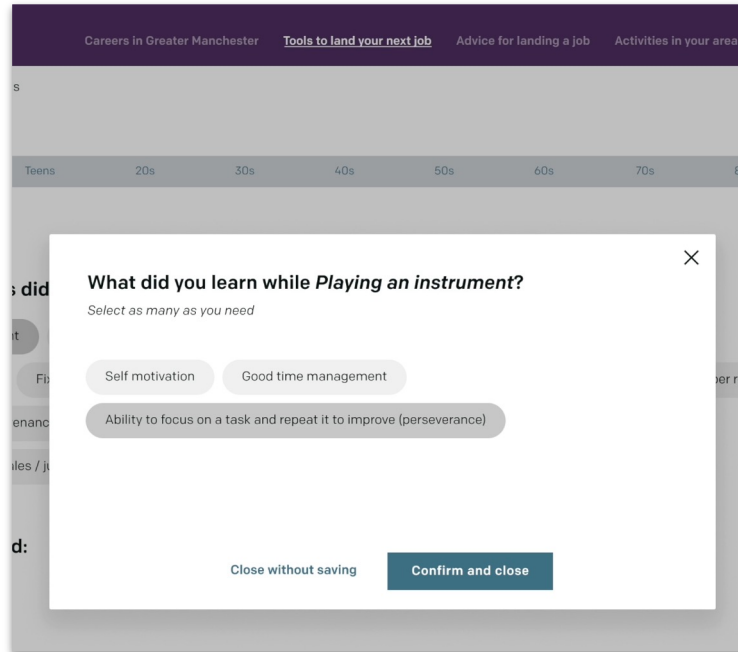 Careers in Greater Manchester Tools to land your next job Advice for landing a job Activities in your area
s
Teens 20s 30s 40s 50s 60s 70s 8
What did you learn while Playing an instrument?
s did
Select as many as you need
Self motivation Good time management
Ability to focus on a task and repeat it to improve (perseverance)
d:
Close without saving Confirm and close